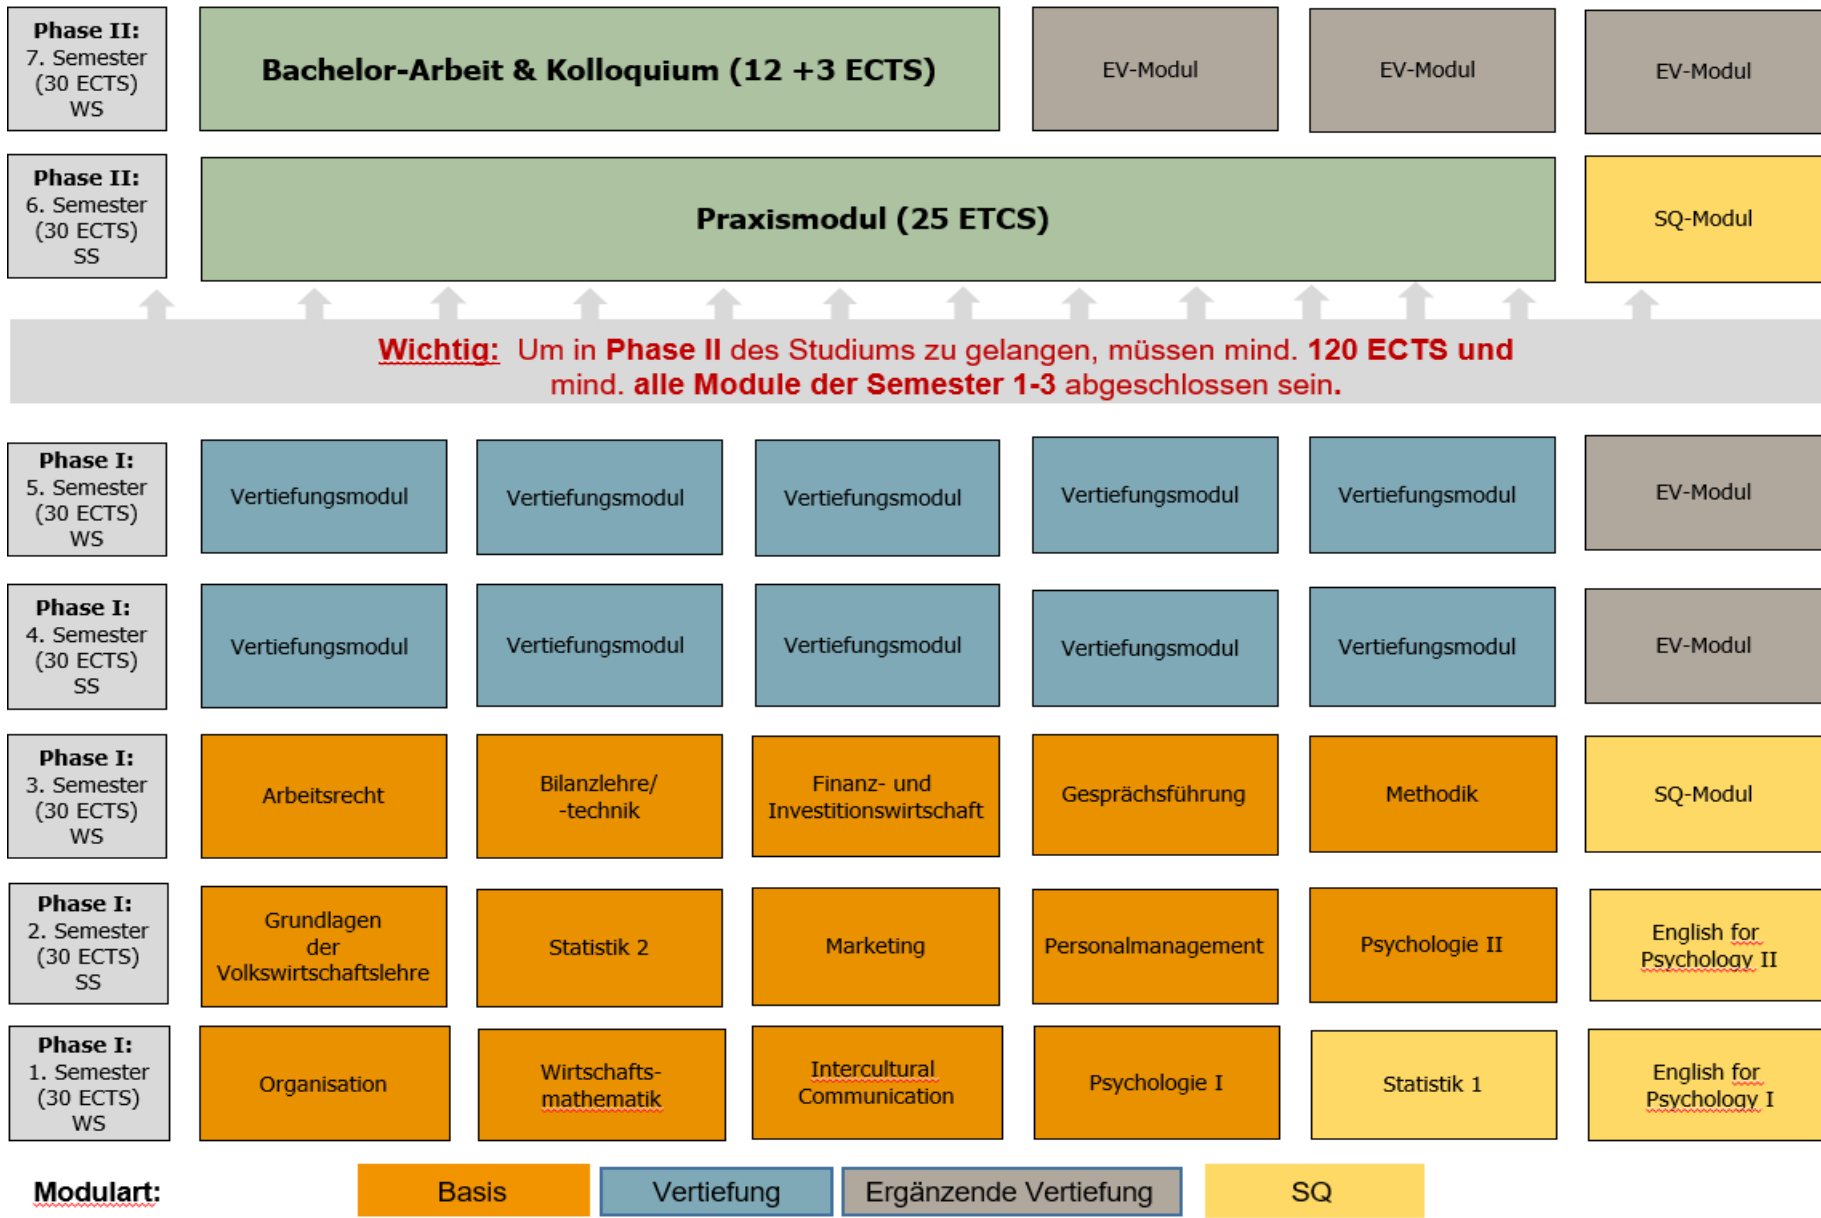 Phase II:
7. Semester
(30 ECTS)
WS
Bachelor-Arbeit & Kolloquium (12 +3 ECTS)
EV-Modul
EV-Modul
EV-Modul
Phase II:
6. Semester
(30 ECTS)
SS
Praxismodul (25 ETCS)
SQ-Modul
Wichtig: Um in Phase II des Studiums zu gelangen, müssen mind. 120 ECTS und
mind. alle Module der Semester 1-3 abgeschlossen sein.
Phase I:
5. Semester
(30 ECTS)
WS
Vertiefungsmodul
Vertiefungsmodul
Vertiefungsmodul
Vertiefungsmodul
Vertiefungsmodul
EV-Modul
Phase I:
4. Semester
(30 ECTS)
SS
Vertiefungsmodul
Vertiefungsmodul
Vertiefungsmodul
Vertiefungsmodul
Vertiefungsmodul
EV-Modul
Phase I:
3. Semester
(30 ECTS)
WS
Arbeitsrecht
Bilanzlehre/
-technik
Finanz- und
Investitionswirtschaft
Gesprächsführung
Methodik
SQ-Modul
Phase I:
2. Semester
(30 ECTS)
SS
Grundlagen
der
Volkswirtschaftslehre
Statistik 2
Marketing
Personalmanagement
Psychologie II
English for
Psychology II
Phase I:
1. Semester
(30 ECTS)
WS
Organisation
Wirtschafts-
mathematik
Intercultural
Communication
Psychologie I
Statistik 1
English for
Psychology I
Modulart:
Basis
Vertiefung
Ergänzende Vertiefung
SQ